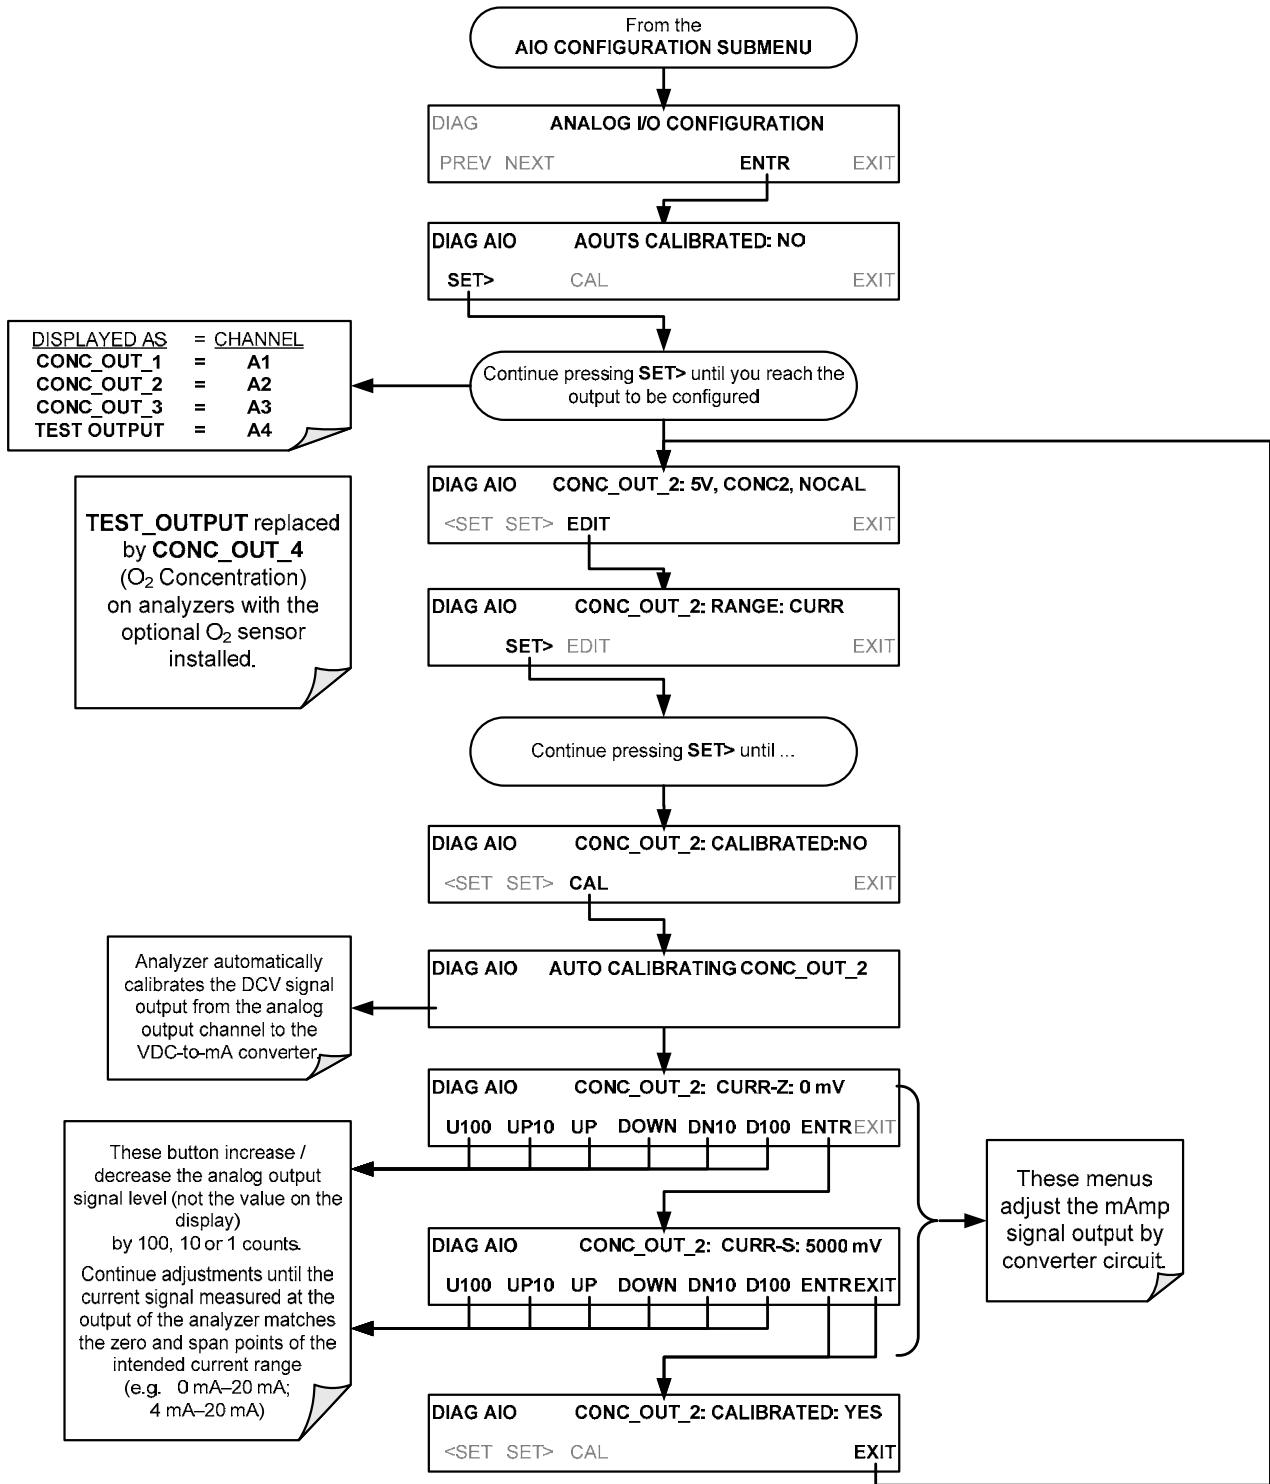 From the
AIO CONFIGURATION SUBMENU
DIAG ANALOG I/O CONFIGURATION
PREV NEXT ENTR EXIT
DIAG AIO AOUTS CALIBRATED: NO
SET> CAL EXIT
DISPLAYED AS = CHANNEL
CONC_OUT_1 = A1
CONC_OUT_2 = A2
CONC_OUT_3 = A3
TEST OUTPUT = A4
Continue pressing SET> until you reach the
output to be configured
DIAG AIO CONC_OUT_2: 5V, CONC2, NOCAL
<SET SET> EDIT EXIT
TEST_OUTPUT replaced
by CONC_OUT_4
(O₂ Concentration)
on analyzers with the
optional O₂ sensor
installed.
DIAG AIO CONC_OUT_2: RANGE: CURR
SET> EDIT EXIT
Continue pressing SET> until ...
DIAG AIO CONC_OUT_2: CALIBRATED:NO
<SET SET> CAL EXIT
DIAG AIO AUTO CALIBRATING CONC_OUT_2
Analyzer automatically
calibrates the DCV signal
output from the analog
output channel to the
VDC-to-mA converter.
DIAG AIO CONC_OUT_2: CURR-Z: 0 mV
U100 UP10 UP DOWN DN10 D100 ENTR EXIT
These button increase /
decrease the analog output
signal level (not the value on the
display)
by 100, 10 or 1 counts.
Continue adjustments until the
current signal measured at the
output of the analyzer matches
the zero and span points of the
intended current range
(e.g. 0 mA–20 mA;
4 mA–20 mA)
These menus
adjust the mAmp
signal output by
converter circuit.
DIAG AIO CONC_OUT_2: CURR-S: 5000 mV
U100 UP10 UP DOWN DN10 D100 ENTR EXIT
DIAG AIO CONC_OUT_2: CALIBRATED: YES
<SET SET> CAL EXIT